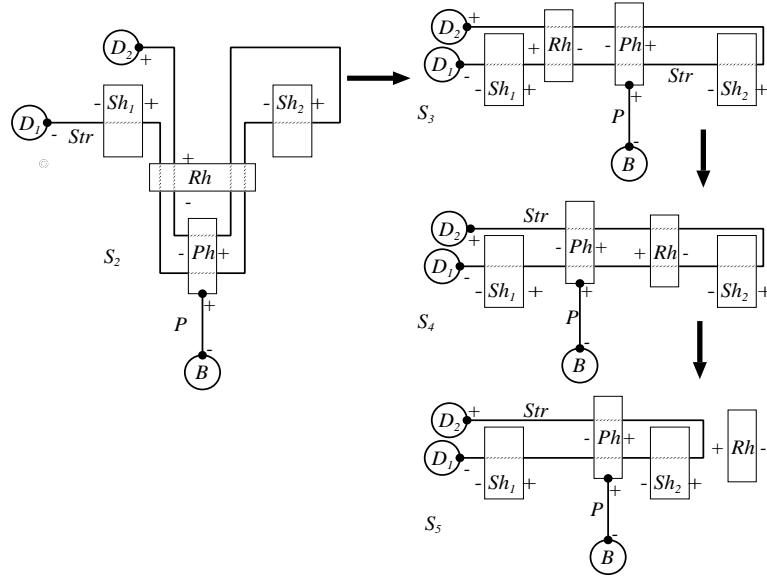 D2 +
- Sh1 +
D1 - Str
©
- Sh2 +
+
Rh
-
S2
- Ph +
+
P
-
B
D2 +
+ Rh -
- Ph +
D1 -
- Sh1 +
Str
- Sh2 +
S3
+
P
-
B
D2 +
Str
- Ph +
+ Rh -
D1 -
- Sh1 +
- Sh2 +
S4
+
P
-
B
D2 +
Str
- Ph +
+ Rh -
D1 -
- Sh1 +
- Sh2 +
S5
+
P
-
B